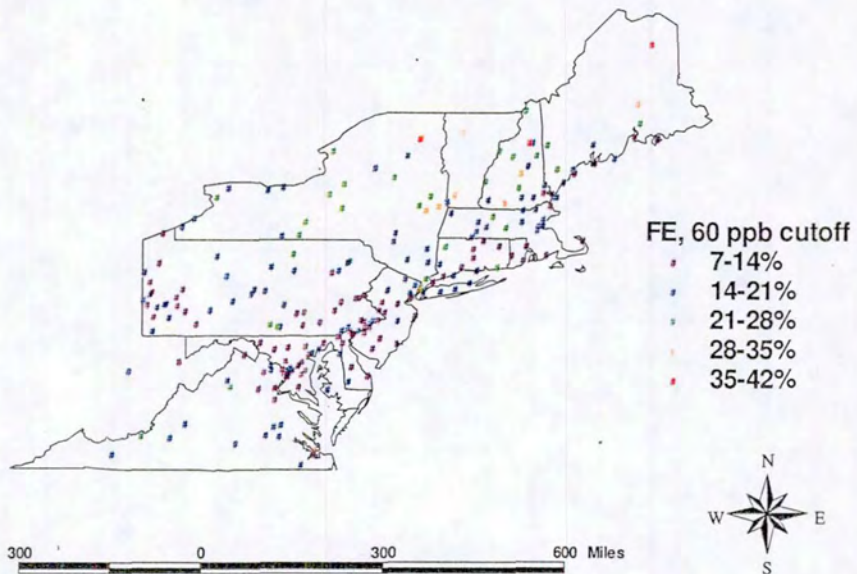 FE, 60 ppb cutoff
7-14%
14-21%
21-28%
28-35%
35-42%
N
W E
S
300 0 300 600 Miles